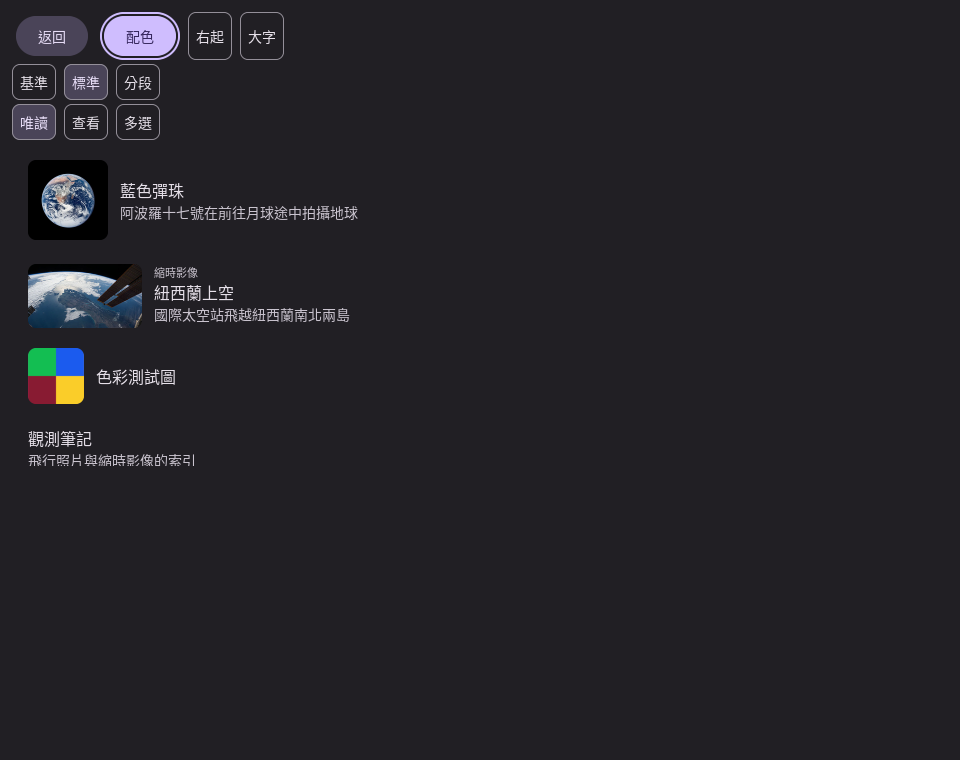 返回 配色 右起 大字
基準 標準 分段
唯讀 查看 多選
藍色彈珠
阿波羅十七號在前往月球途中拍攝地球
縮時影像
紐西蘭上空
國際太空站飛越紐西蘭南北兩島
色彩測試圖
觀測筆記
飛行照片與縮時影像的索引